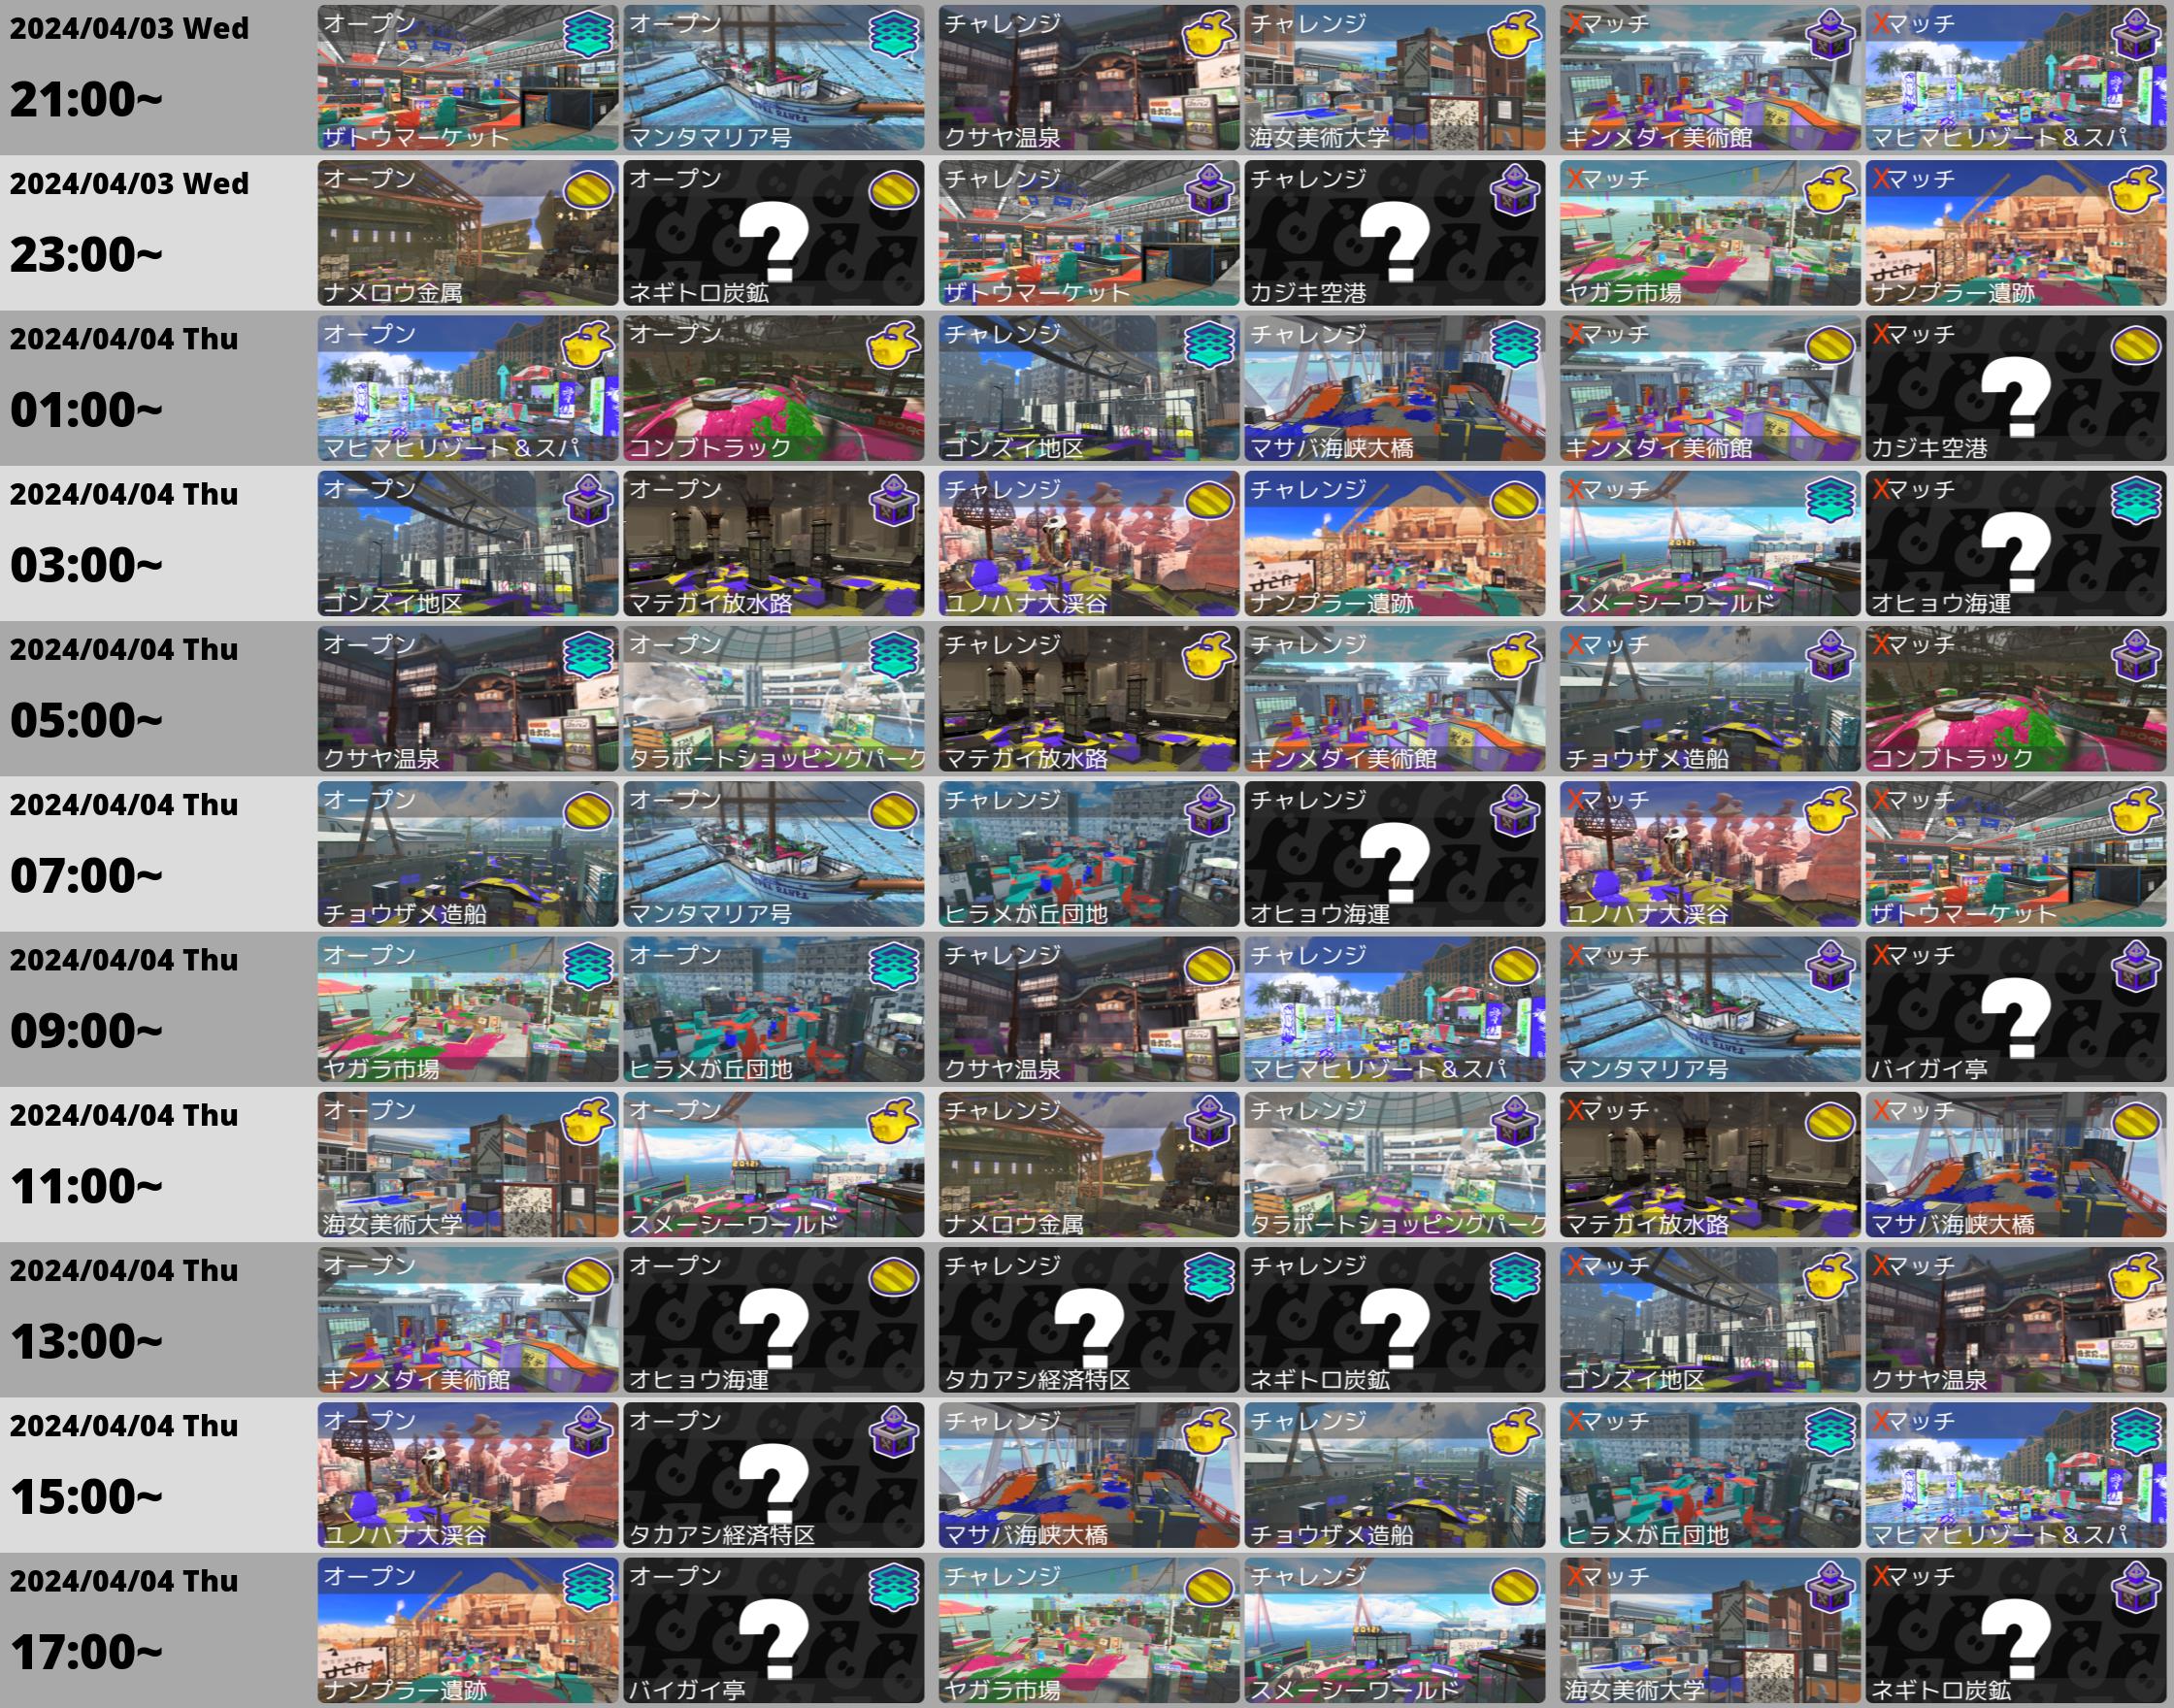 2024/04/03 Wed
21:00~
オープン
ザトウマーケット
オープン
マンタマリア号
チャレンジ
クサヤ温泉
チャレンジ
海女美術大学
Xマッチ
キンメダイ美術館
Xマッチ
マヒマヒリゾート&スパ
2024/04/03 Wed
23:00~
オープン
ナメロウ金属
オープン
ネギトロ炭鉱
チャレンジ
ザトウマーケット
チャレンジ
カジキ空港
Xマッチ
ヤガラ市場
Xマッチ
ナンプラー遺跡
2024/04/04 Thu
01:00~
オープン
マヒマヒリゾート&スパ
オープン
コンブトラック
チャレンジ
ゴンズイ地区
チャレンジ
マサバ海峡大橋
Xマッチ
キンメダイ美術館
Xマッチ
カジキ空港
2024/04/04 Thu
03:00~
オープン
ゴンズイ地区
オープン
マテガイ放水路
チャレンジ
ユノハナ大渓谷
チャレンジ
ナンプラー遺跡
Xマッチ
スメーシーワールド
Xマッチ
オヒョウ海運
2024/04/04 Thu
05:00~
オープン
クサヤ温泉
オープン
タラポートショッピングパーク
チャレンジ
マテガイ放水路
チャレンジ
キンメダイ美術館
Xマッチ
チョウザメ造船
Xマッチ
コンブトラック
2024/04/04 Thu
07:00~
オープン
チョウザメ造船
オープン
マンタマリア号
チャレンジ
ヒラメが丘団地
チャレンジ
オヒョウ海運
Xマッチ
ユノハナ大渓谷
Xマッチ
ザトウマーケット
2024/04/04 Thu
09:00~
オープン
ヤガラ市場
オープン
ヒラメが丘団地
チャレンジ
クサヤ温泉
チャレンジ
マヒマヒリゾート&スパ
Xマッチ
マンタマリア号
Xマッチ
バイガイ亭
2024/04/04 Thu
11:00~
オープン
海女美術大学
オープン
スメーシーワールド
チャレンジ
ナメロウ金属
チャレンジ
タラポートショッピングパーク
Xマッチ
マテガイ放水路
Xマッチ
マサバ海峡大橋
2024/04/04 Thu
13:00~
オープン
キンメダイ美術館
オープン
オヒョウ海運
チャレンジ
タカアシ経済特区
チャレンジ
ネギトロ炭鉱
Xマッチ
ゴンズイ地区
Xマッチ
クサヤ温泉
2024/04/04 Thu
15:00~
オープン
ユノハナ大渓谷
オープン
タカアシ経済特区
チャレンジ
マサバ海峡大橋
チャレンジ
チョウザメ造船
Xマッチ
ヒラメが丘団地
Xマッチ
マヒマヒリゾート&スパ
2024/04/04 Thu
17:00~
オープン
ナンプラー遺跡
オープン
バイガイ亭
チャレンジ
ヤガラ市場
チャレンジ
スメーシーワールド
Xマッチ
海女美術大学
Xマッチ
ネギトロ炭鉱